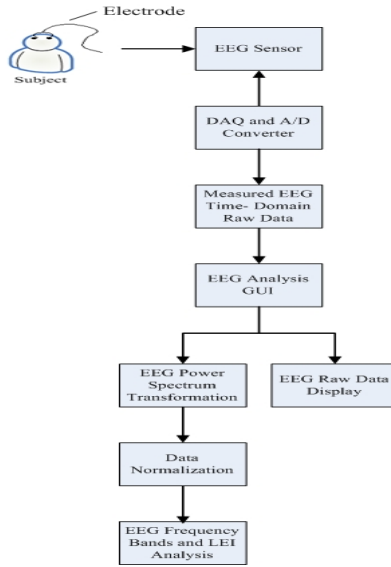 Electrode
Subject
EEG Sensor
DAQ and A/D
Converter
Measured EEG
Time- Domain
Raw Data
EEG Analysis
GUI
EEG Power
Spectrum
Transformation
EEG Raw Data
Display
Data
Normalization
EEG Frequency
Bands and LEI
Analysis